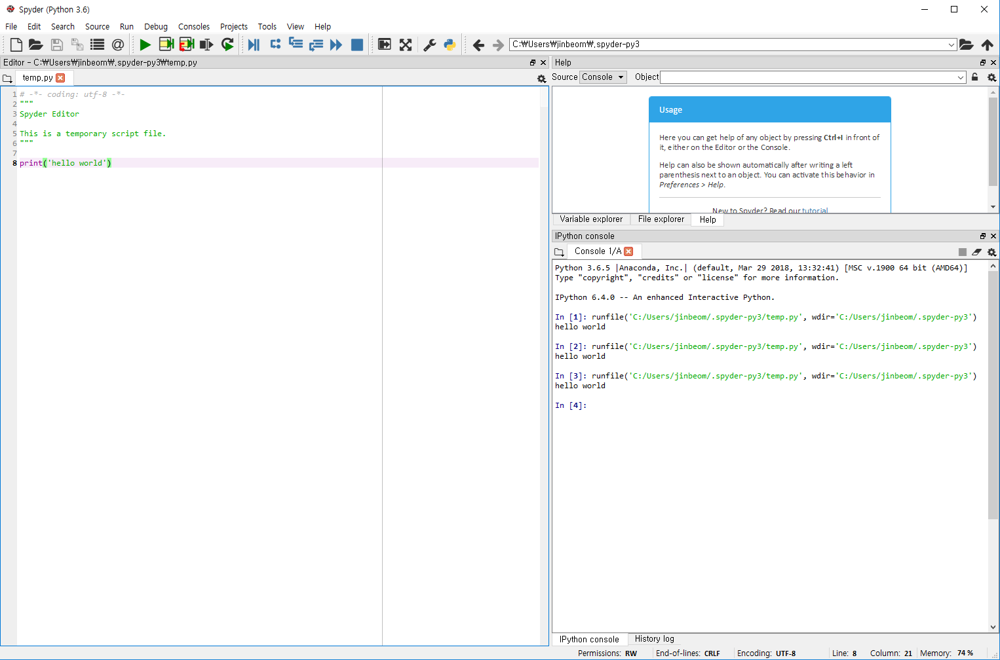 Spyder (Python 3.6)
File Edit Search Source Run Debug Consoles Projects Tools View Help
C:₩Users₩jinbeom₩.spyder-py3
Editor - C:₩Users₩jinbeom₩.spyder-py3₩temp.py
temp.py
1 # -*- coding: utf-8 -*-
2 """
3 Spyder Editor
4
5 This is a temporary script file.
6 """
7
8 print('hello world')
Help
Source Console Object
Usage
Here you can get help of any object by pressing Ctrl+I in front of
it, either on the Editor or the Console.
Help can also be shown automatically after writing a left
parenthesis next to an object. You can activate this behavior in
Preferences > Help.
New to Spyder? Read our tutorial
Variable explorer File explorer Help
IPython console
Console 1/A
Python 3.6.5 |Anaconda, Inc.| (default, Mar 29 2018, 13:32:41) [MSC v.1900 64 bit (AMD64)]
Type "copyright", "credits" or "license" for more information.
IPython 6.4.0 -- An enhanced Interactive Python.
In [1]: runfile('C:/Users/jinbeom/.spyder-py3/temp.py', wdir='C:/Users/jinbeom/.spyder-py3')
hello world
In [2]: runfile('C:/Users/jinbeom/.spyder-py3/temp.py', wdir='C:/Users/jinbeom/.spyder-py3')
hello world
In [3]: runfile('C:/Users/jinbeom/.spyder-py3/temp.py', wdir='C:/Users/jinbeom/.spyder-py3')
hello world
In [4]:
IPython console History log
Permissions: RW End-of-lines: CRLF Encoding: UTF-8 Line: 8 Column: 21 Memory: 74 %